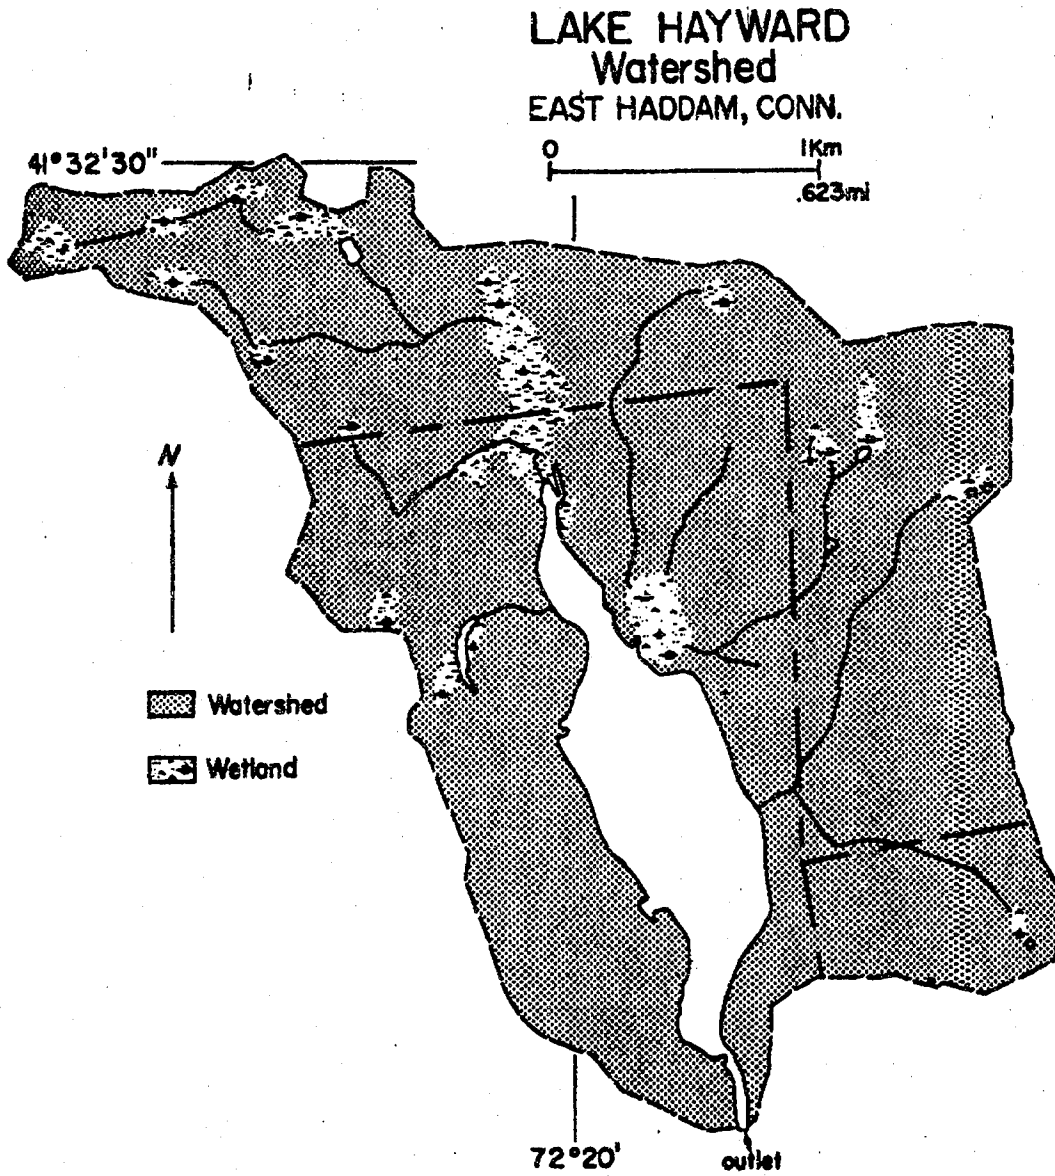 LAKE HAYWARD
Watershed
EAST HADDAM, CONN.
0 1Km
.623mi
41°32'30"
N
Watershed
Wetland
72°20'
outlet